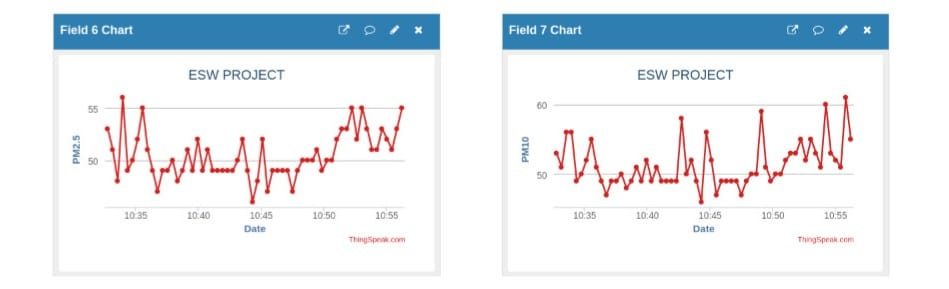 Field 6 Chart
ESW PROJECT
55
50
PM2.5
10:35 10:40 10:45 10:50 10:55
Date
ThingSpeak.com
Field 7 Chart
ESW PROJECT
60
50
PM10
10:35 10:40 10:45 10:50 10:55
Date
ThingSpeak.com